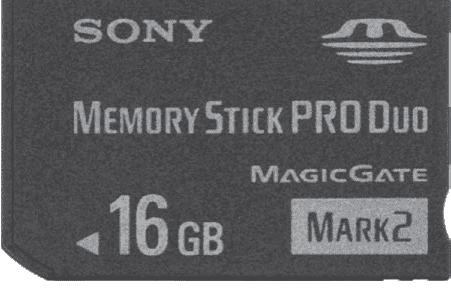 SONY
MEMORY STICK PRO DUO
MAGICGATE
16 GB
MARK2